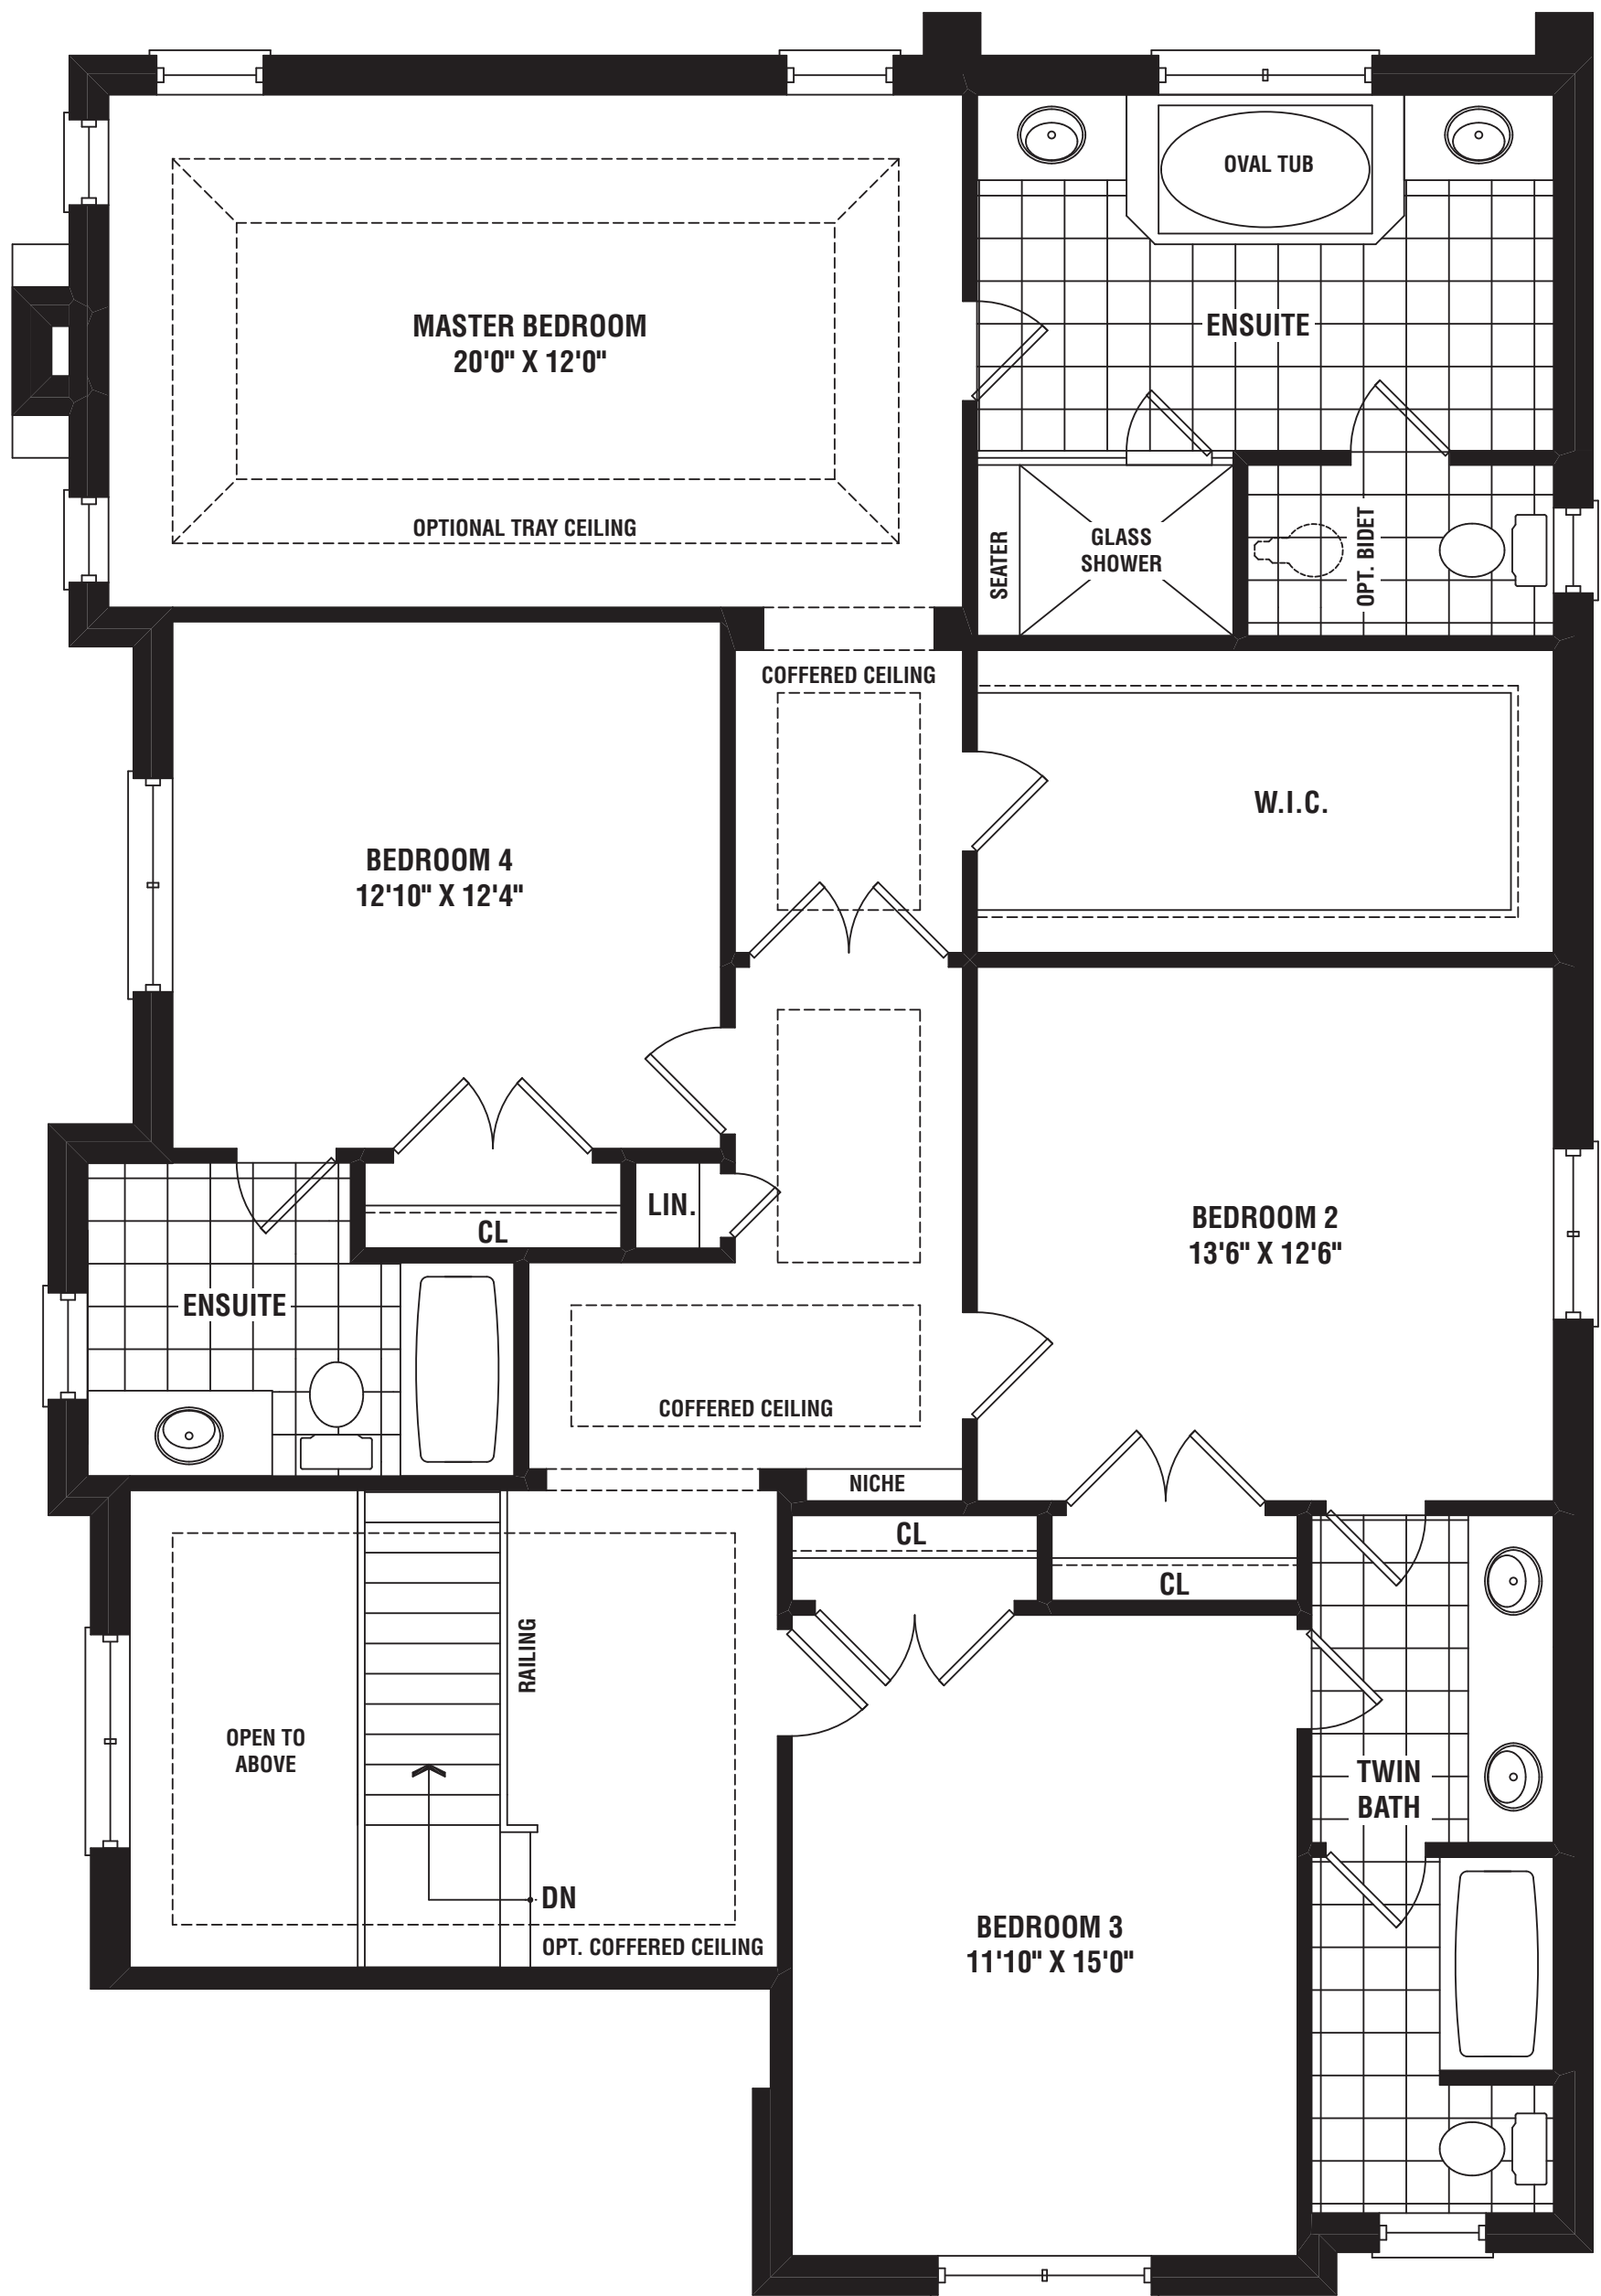 OVAL TUB
MASTER BEDROOM
20'0" X 12'0"
ENSUITE
OPTIONAL TRAY CEILING
SEATER
GLASS
SHOWER
OPT. BIDET
COFFERED CEILING
W.I.C.
BEDROOM 4
12'10" X 12'4"
LIN.
CL
BEDROOM 2
13'6" X 12'6"
ENSUITE
COFFERED CEILING
NICHE
CL
CL
RAILING
OPEN TO
ABOVE
TWIN
BATH
DN
OPT. COFFERED CEILING
BEDROOM 3
11'10" X 15'0"